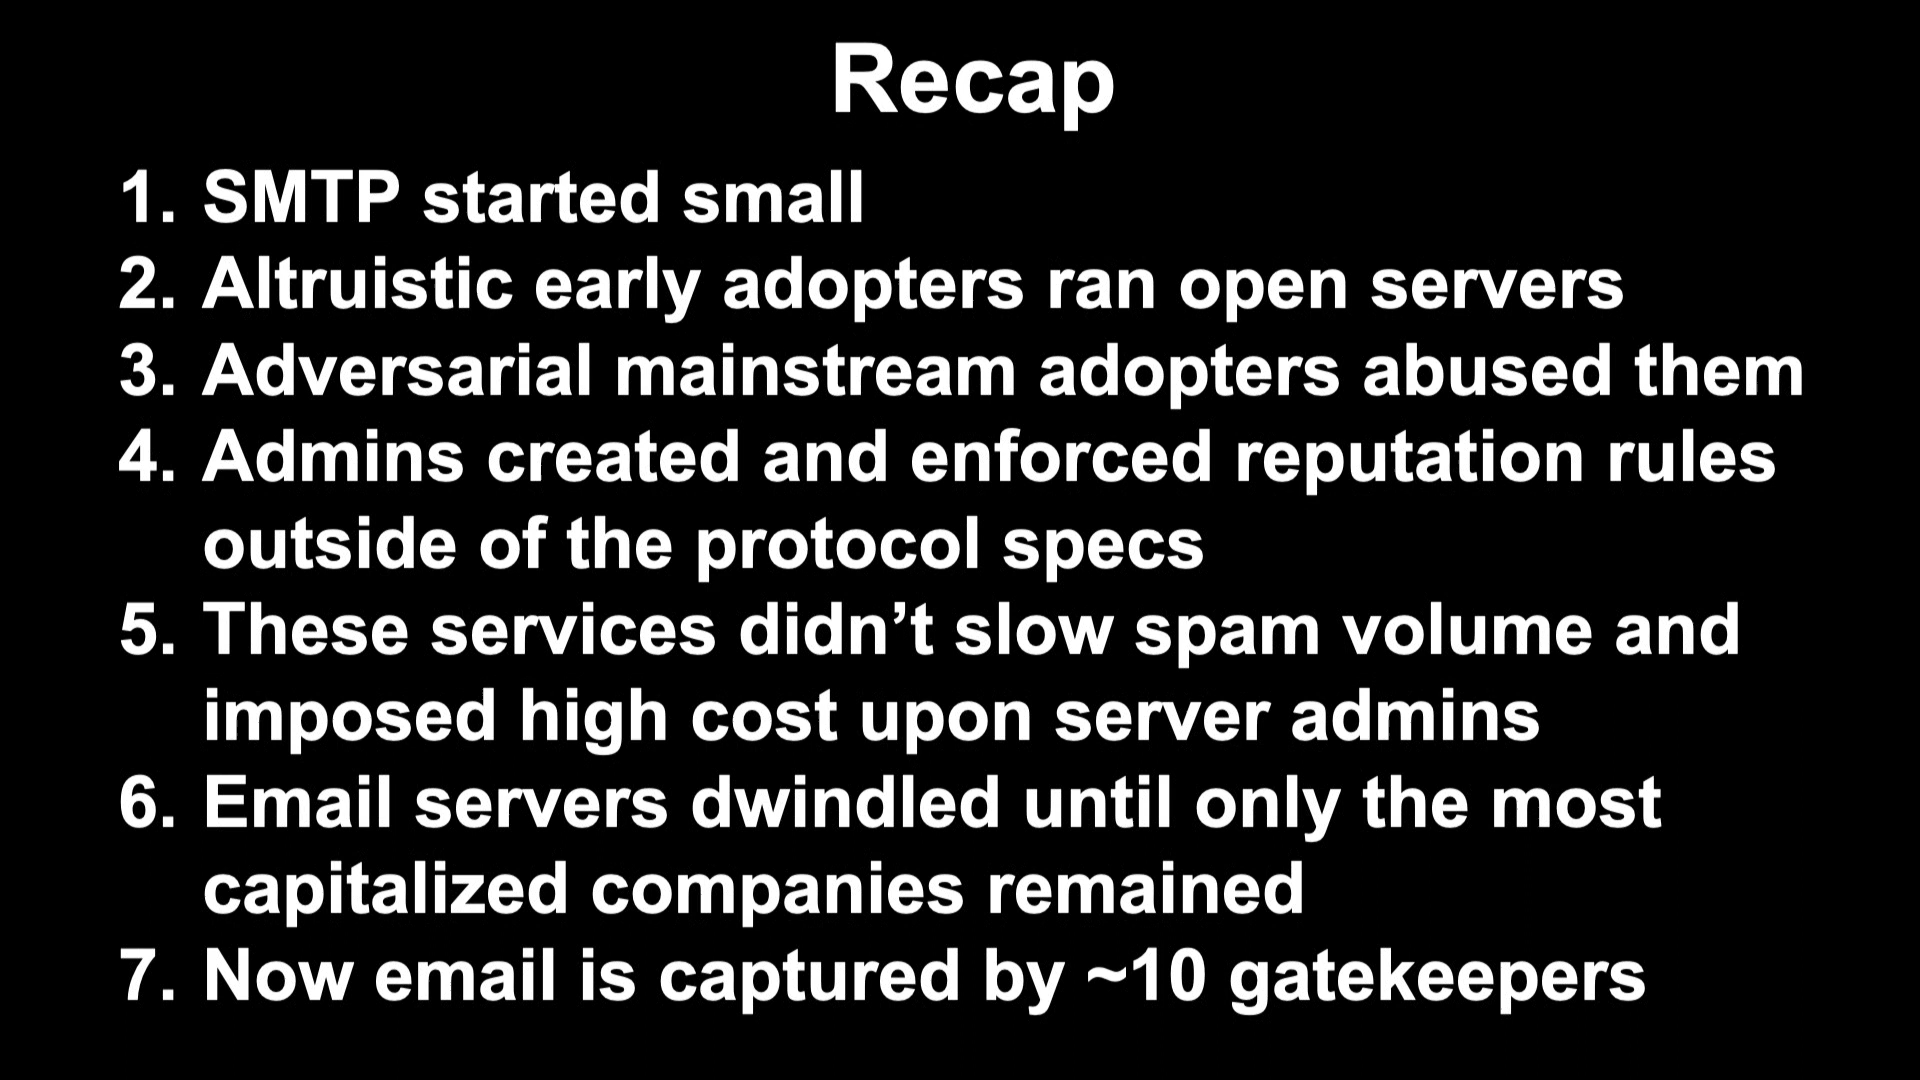 Recap
1. SMTP started small
2. Altruistic early adopters ran open servers
3. Adversarial mainstream adopters abused them
4. Admins created and enforced reputation rules
outside of the protocol specs
5. These services didn’t slow spam volume and
imposed high cost upon server admins
6. Email servers dwindled until only the most
capitalized companies remained
7. Now email is captured by ~10 gatekeepers